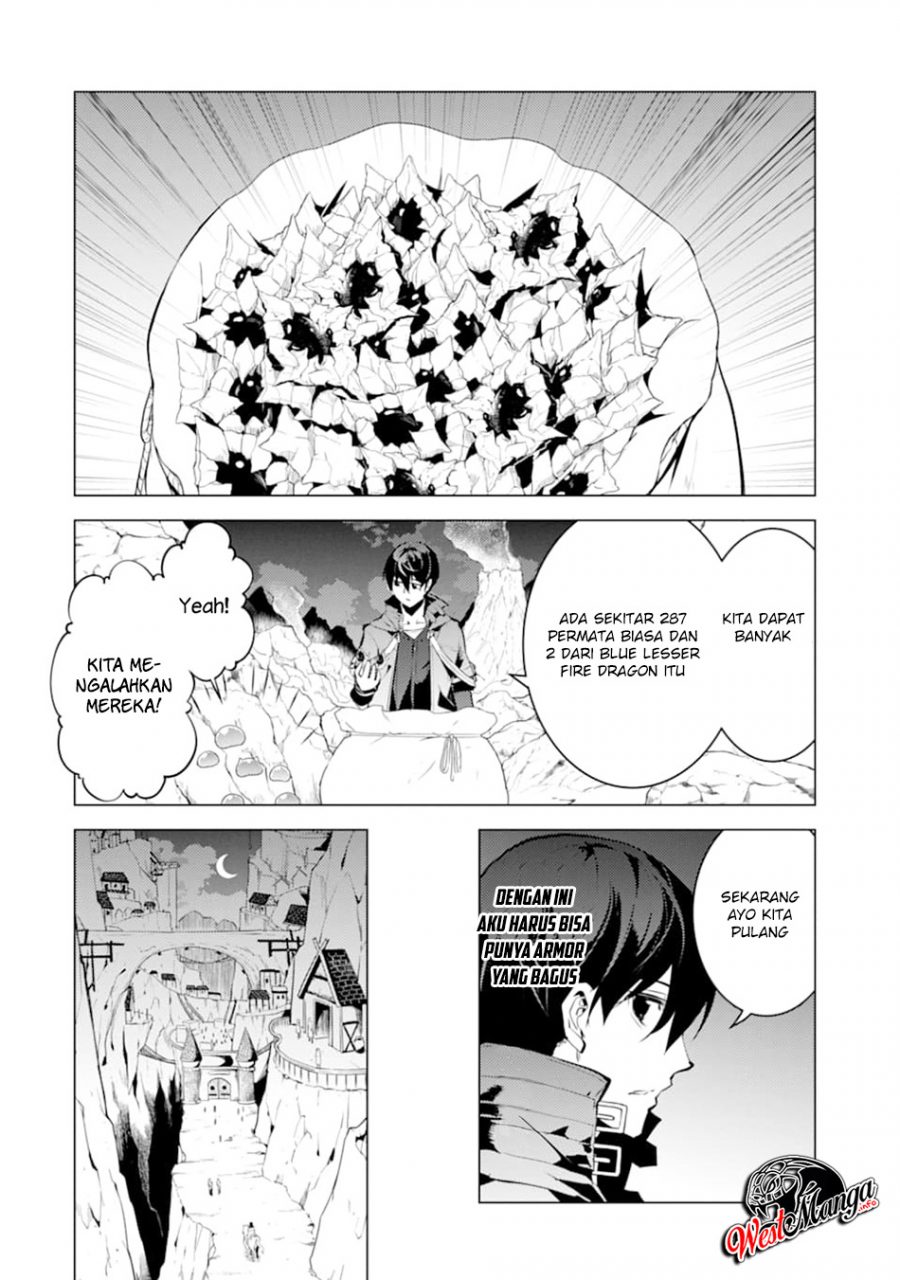 KITA DAPAT
BANYAK
ADA SEKITAR 287
PERMATA BIASA DAN
2 DARI BLUE LESSER
FIRE DRAGON ITU
Yeah!
KITA ME-
NGALAHKAN
MEREKA!
SEKARANG
AYO KITA
PULANG
DENGAN INI
AKU HARUS BISA
PUNYA ARMOR
YANG BAGUS
WestManga
.info